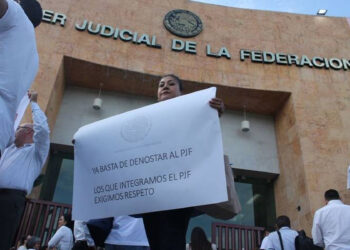 ER JUDICIAL DE LA FEDERACION
YA BASTA DE DENOSTAR AL PJF
LOS QUE INTEGRAMOS EL PJF
EXIGIMOS RESPETO